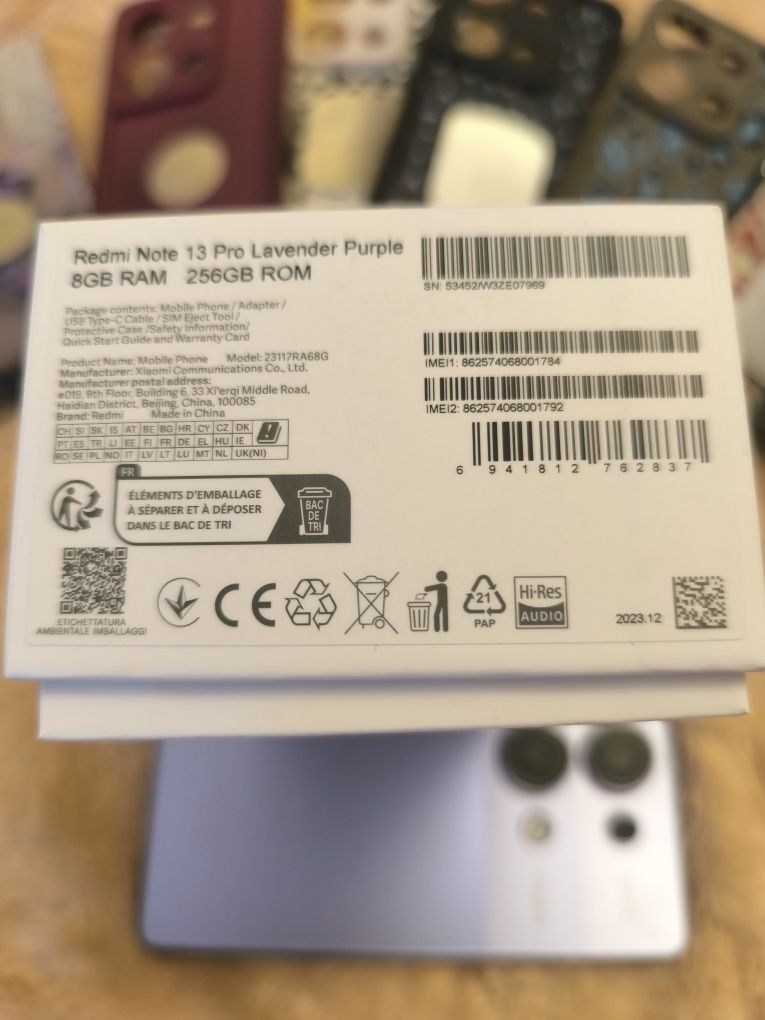 Redmi Note 13 Pro Lavender Purple
8GB RAM 256GB ROM
Package contents: Mobile Phone / Adapter /
USB Type-C Cable / SIM Eject Tool /
Protective Case /Safety Information/
Quick Start Guide and Warranty Card
Product Name: Mobile Phone Model: 23117RA68G
Manufacturer: Xiaomi Communications Co., Ltd.
Manufacturer postal address:
#019, 9th Floor, Building 6, 33 Xi'erqi Middle Road,
Haidian District, Beijing, China, 100085
Brand: Redmi Made in China
CH SI SK IS AT BE BG HR CY CZ DK
PT ES TR LI EE FI FR DE EL HU IE
RO SE PL NO IT LV LT LU MT NL UK(NI)
SN: 53452/W3ZE07969
IMEI1: 862574068001784
IMEI2: 862574068001792
6 941812 762837
FR
ÉLÉMENTS D'EMBALLAGE
À SÉPARER ET À DÉPOSER
DANS LE BAC DE TRI
BAC
DE
TRI
ETICHETTATURA
AMBIENTALE IMBALLAGGI
CE
21
PAP
Hi-Res
AUDIO
2023.12